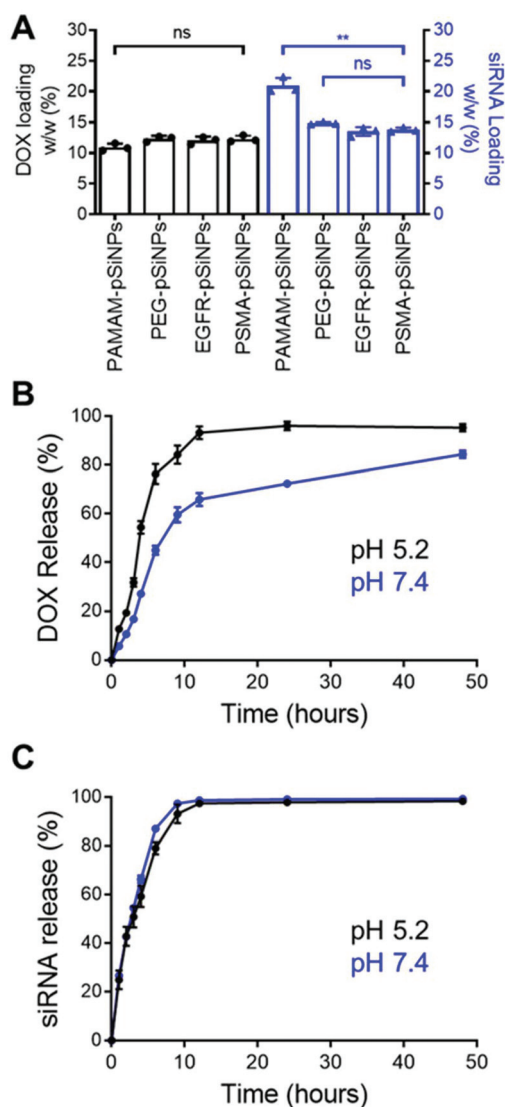 A
DOX loading
w/w (%)
30
25
20
15
10
5
0
ns
**
ns
30
25
20
15
10
5
0
siRNA Loading
w/w (%)
PAMAM-pSiNPs
PEG-pSiNPs
EGFR-pSiNPs
PSMA-pSiNPs
PAMAM-pSiNPs
PEG-pSiNPs
EGFR-pSiNPs
PSMA-pSiNPs
B
DOX Release (%)
100
80
60
40
20
0
pH 5.2
pH 7.4
0 10 20 30 40 50
Time (hours)
C
siRNA release (%)
100
80
60
40
20
0
pH 5.2
pH 7.4
0 10 20 30 40 50
Time (hours)